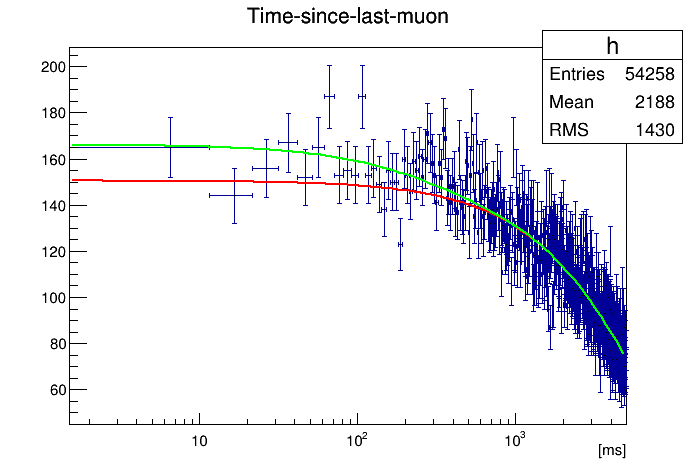 Time-since-last-muon
h
Entries 54258
Mean 2188
RMS 1430
200
180
160
140
120
100
80
60
10
10²
10³
[ms]